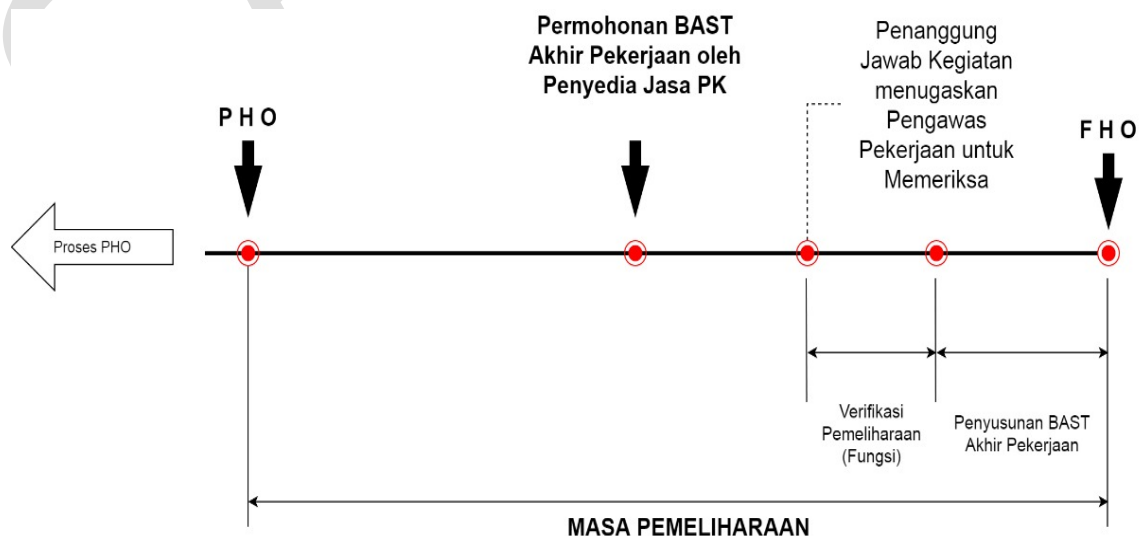 Permohonan BAST
Akhir Pekerjaan oleh
Penyedia Jasa PK
Penanggung
Jawab Kegiatan
menugaskan
Pengawas
Pekerjaan untuk
Memeriksa
P H O
F H O
Proses PHO
Verifikasi
Pemeliharaan
(Fungsi)
Penyusunan BAST
Akhir Pekerjaan
MASA PEMELIHARAAN